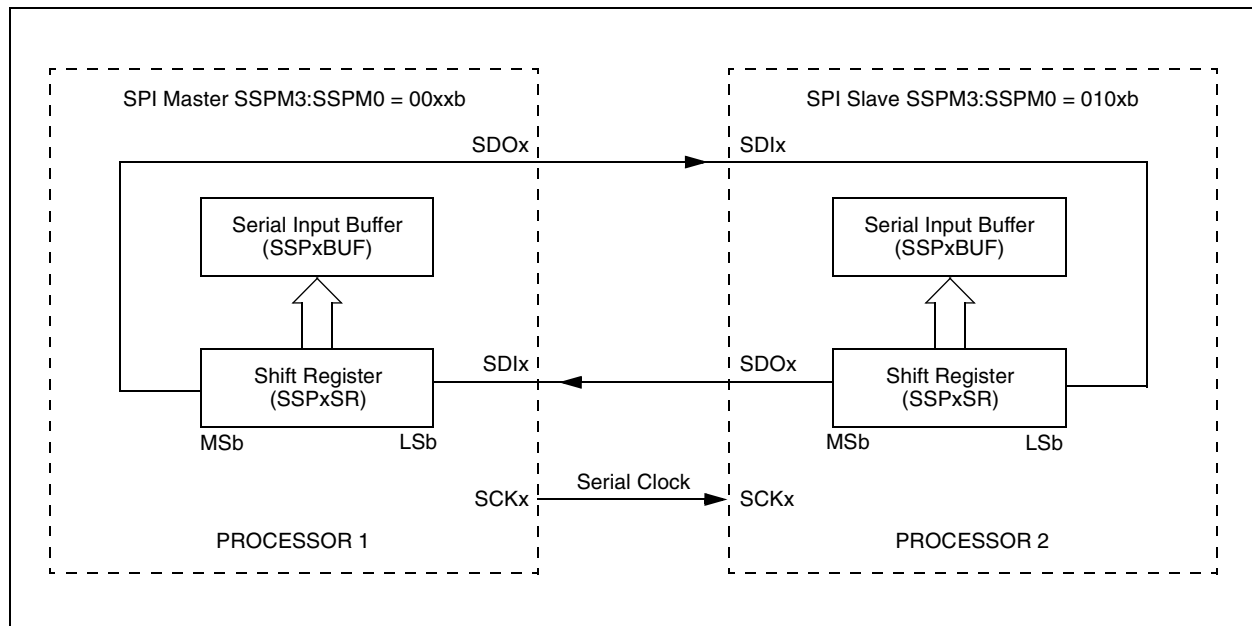 SPI Master SSPM3:SSPM0 = 00xxb
SDOx
Serial Input Buffer
(SSPxBUF)
Shift Register
(SSPxSR)
MSb
LSb
SDIx
SCKx
PROCESSOR 1
Serial Clock
SPI Slave SSPM3:SSPM0 = 010xb
SDIx
Serial Input Buffer
(SSPxBUF)
SDOx
Shift Register
(SSPxSR)
MSb
LSb
SCKx
PROCESSOR 2